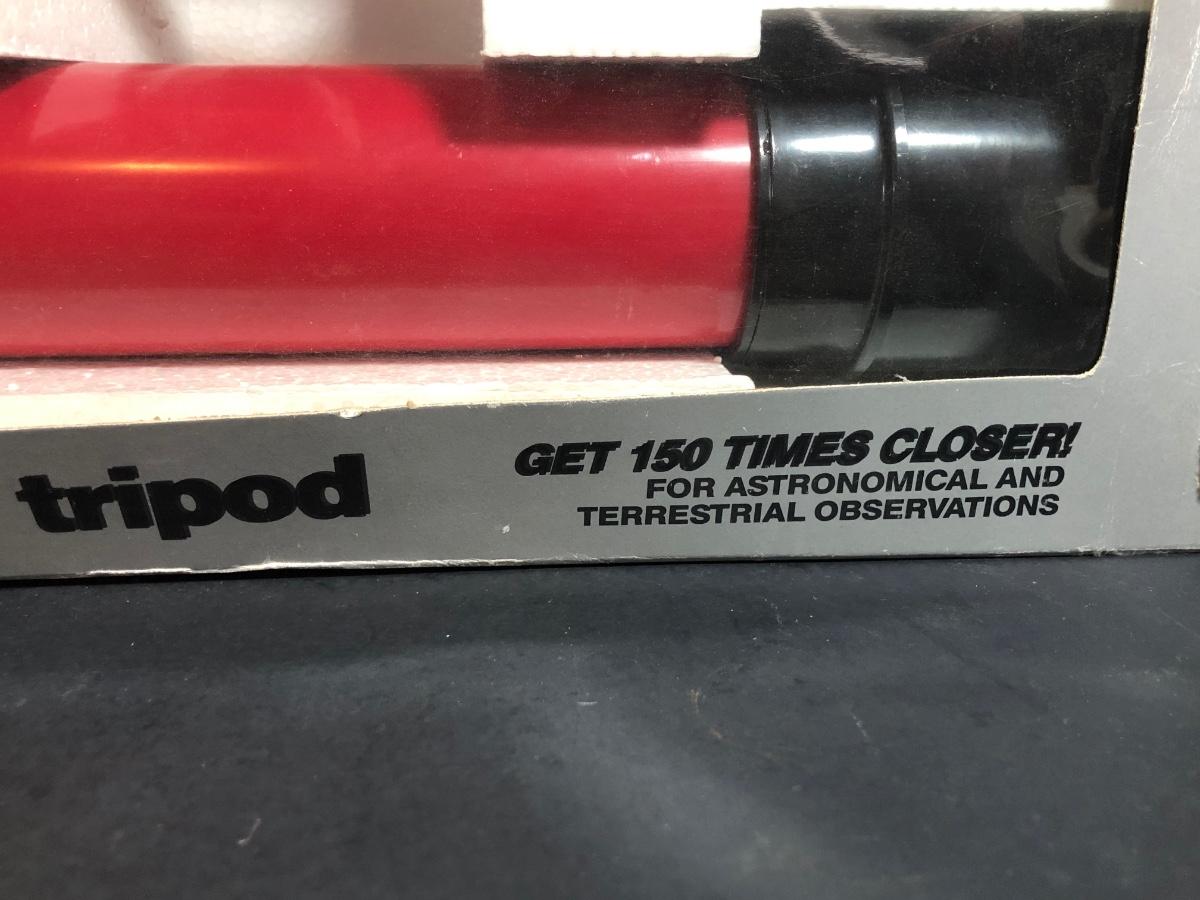 tripod
GET 150 TIMES CLOSER!
FOR ASTRONOMICAL AND
TERRESTRIAL OBSERVATIONS